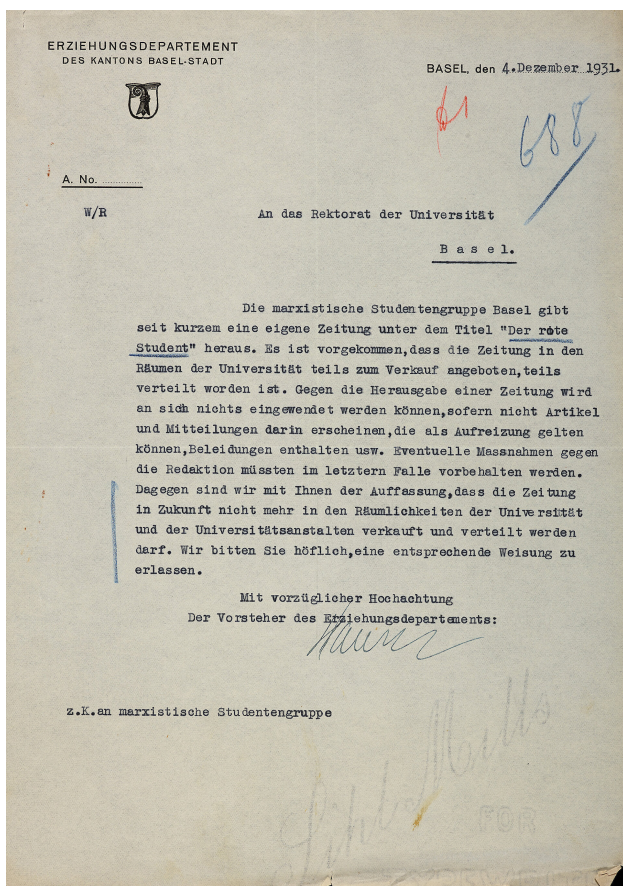 ERZIEHUNGSDEPARTEMENT
DES KANTONS BASEL-STADT
BASEL, den 4.Dezember 1931.
688
A. No. ..............
W/R
An das Rektorat der Universität
B a s e l.
Die marxistische Studentengruppe Basel gibt
seit kurzem eine eigene Zeitung unter dem Titel "Der rote
Student" heraus. Es ist vorgekommen,dass die Zeitung in den
Räumen der Universität teils zum Verkauf angeboten,teils
verteilt worden ist. Gegen die Herausgabe einer Zeitung wird
an sich nichts eingewendet werden können,sofern nicht Artikel
und Mitteilungen darin erscheinen,die als Aufreizung gelten
können,Beleidungen enthalten usw. Eventuelle Massnahmen gegen
die Redaktion müssten im letztern Falle vorbehalten werden.
Dagegen sind wir mit Ihnen der Auffassung,dass die Zeitung
in Zukunft nicht mehr in den Räumlichkeiten der Universität
und der Universitätsanstalten verkauft und verteilt werden
darf. Wir bitten Sie höflich,eine entsprechende Weisung zu
erlassen.
Mit vorzüglicher Hochachtung
Der Vorsteher des Erziehungsdepartements:
z.K.an marxistische Studentengruppe
Sihl Mills
FOR